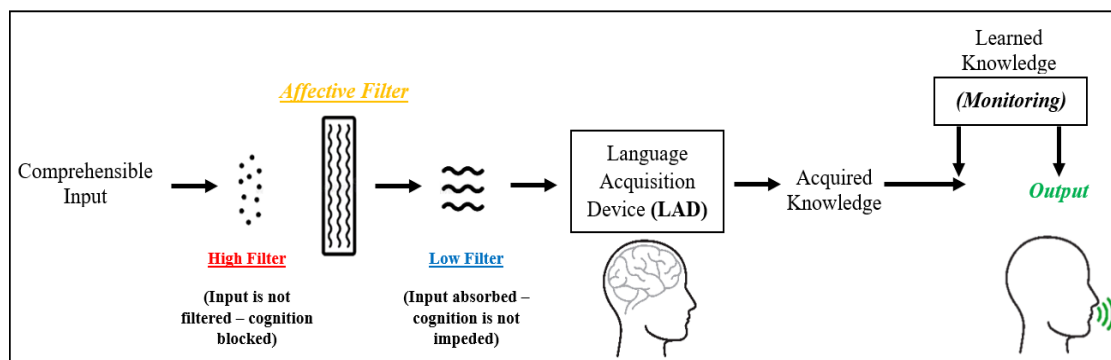 Learned
Knowledge
(Monitoring)
Affective Filter
Comprehensible
Input
Language
Acquisition
Device (LAD)
Acquired
Knowledge
Output
High Filter
(Input is not
filtered – cognition
blocked)
Low Filter
(Input absorbed –
cognition is not
impeded)